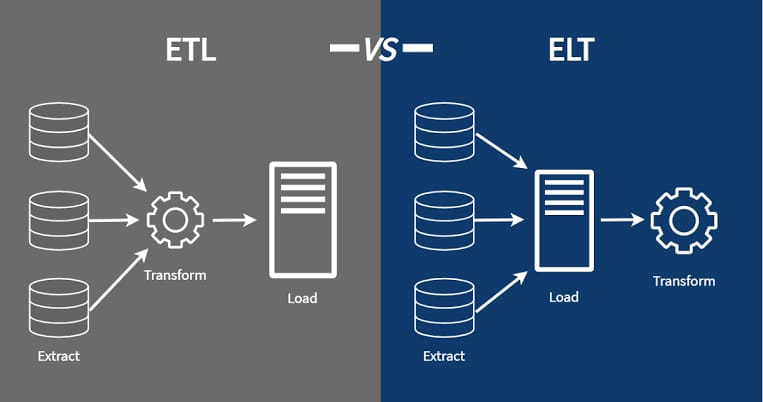 ETL
VS
ELT
Transform
Load
Extract
Load
Transform
Extract